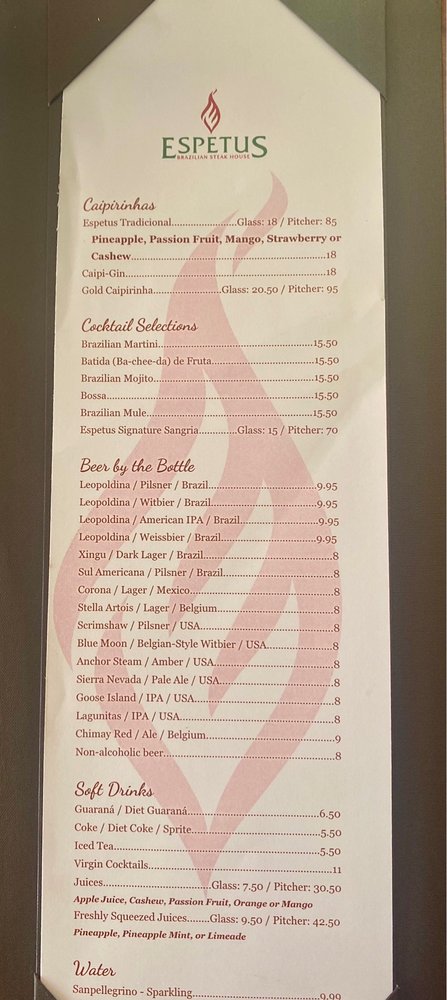 ESPETUS
BRAZILIAN STEAK HOUSE
Caipirinhas
Espetus Tradicional......................Glass: 18 / Pitcher: 85
Pineapple, Passion Fruit, Mango, Strawberry or
Cashew..................................................................18
Caipi-Gin....................................................................18
Gold Caipirinha.......................Glass: 20.50 / Pitcher: 95
Cocktail Selections
Brazilian Martini......................................................15.50
Batida (Ba-chee-da) de Fruta..................................15.50
Brazilian Mojito.......................................................15.50
Bossa.......................................................................15.50
Brazilian Mule.........................................................15.50
Espetus Signature Sangria.............Glass: 15 / Pitcher: 70
Beer by the Bottle
Leopoldina / Pilsner / Brazil....................................9.95
Leopoldina / Witbier / Brazil...................................9.95
Leopoldina / American IPA / Brazil..........................9.95
Leopoldina / Weissbier / Brazil................................9.95
Xingu / Dark Lager / Brazil...........................................8
Sul Americana / Pilsner / Brazil.....................................8
Corona / Lager / Mexico................................................8
Stella Artois / Lager / Belgium.......................................8
Scrimshaw / Pilsner / USA.............................................8
Blue Moon / Belgian-Style Witbier / USA........................8
Anchor Steam / Amber / USA.........................................8
Sierra Nevada / Pale Ale / USA.......................................8
Goose Island / IPA / USA...............................................8
Lagunitas / IPA / USA....................................................8
Chimay Red / Ale / Belgium...........................................9
Non-alcoholic beer.........................................................8
Soft Drinks
Guaraná / Diet Guaraná............................................6.50
Coke / Diet Coke / Sprite...........................................5.50
Iced Tea....................................................................5.50
Virgin Cocktails...........................................................11
Juices....................................Glass: 7.50 / Pitcher: 30.50
Apple Juice, Cashew, Passion Fruit, Orange or Mango
Freshly Squeezed Juices........Glass: 9.50 / Pitcher: 42.50
Pineapple, Pineapple Mint, or Limeade
Water
Sanpellegrino - Sparkling..........................................9.99